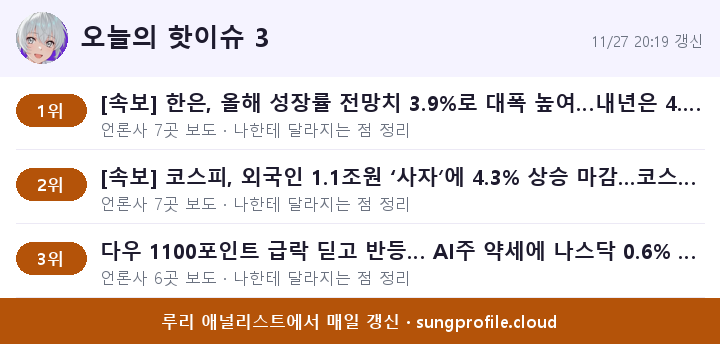 오늘의 핫이슈 3
11/27 20:19 갱신
1위
[속보] 한은, 올해 성장률 전망치 3.9%로 대폭 높여…내년은 4.…
언론사 7곳 보도 · 나한테 달라지는 점 정리
2위
[속보] 코스피, 외국인 1.1조원 ‘사자’에 4.3% 상승 마감…코스…
언론사 7곳 보도 · 나한테 달라지는 점 정리
3위
다우 1100포인트 급락 딛고 반등… AI주 약세에 나스닥 0.6% …
언론사 6곳 보도 · 나한테 달라지는 점 정리
루리 애널리스트에서 매일 갱신 · sungprofile.cloud